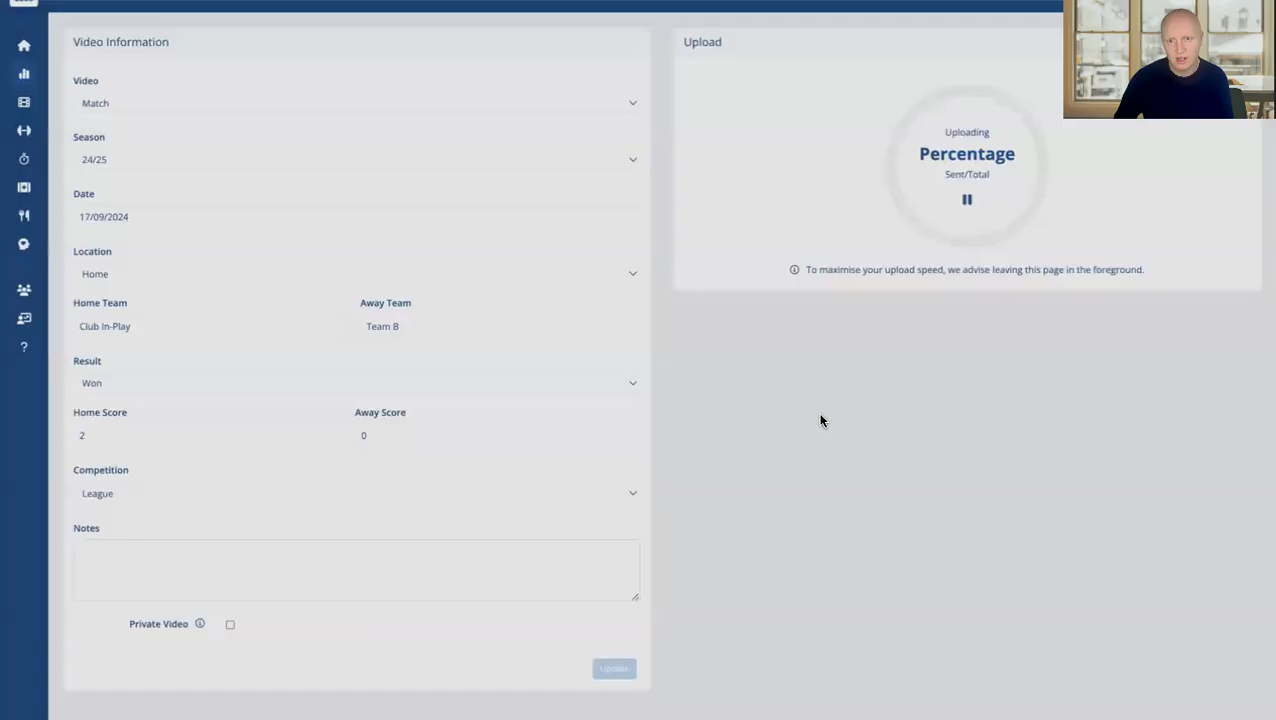 Video Information
Video
Match
Season
24/25
Date
17/09/2024
Location
Home
Home Team
Away Team
Club In-Play
Team B
Result
Won
Home Score
Away Score
2
0
Competition
League
Notes
Private Video
Update
Upload
Uploading
Percentage
Sent/Total
To maximise your upload speed, we advise leaving this page in the foreground.
?